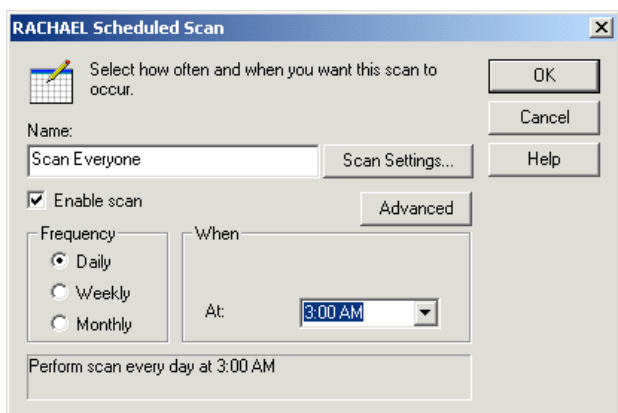 RACHAEL Scheduled Scan
Select how often and when you want this scan to
occur.
OK
Cancel
Help
Name:
Scan Everyone
Scan Settings...
Enable scan
Advanced
Frequency
Daily
Weekly
Monthly
When
At:
3:00 AM
Perform scan every day at 3:00 AM